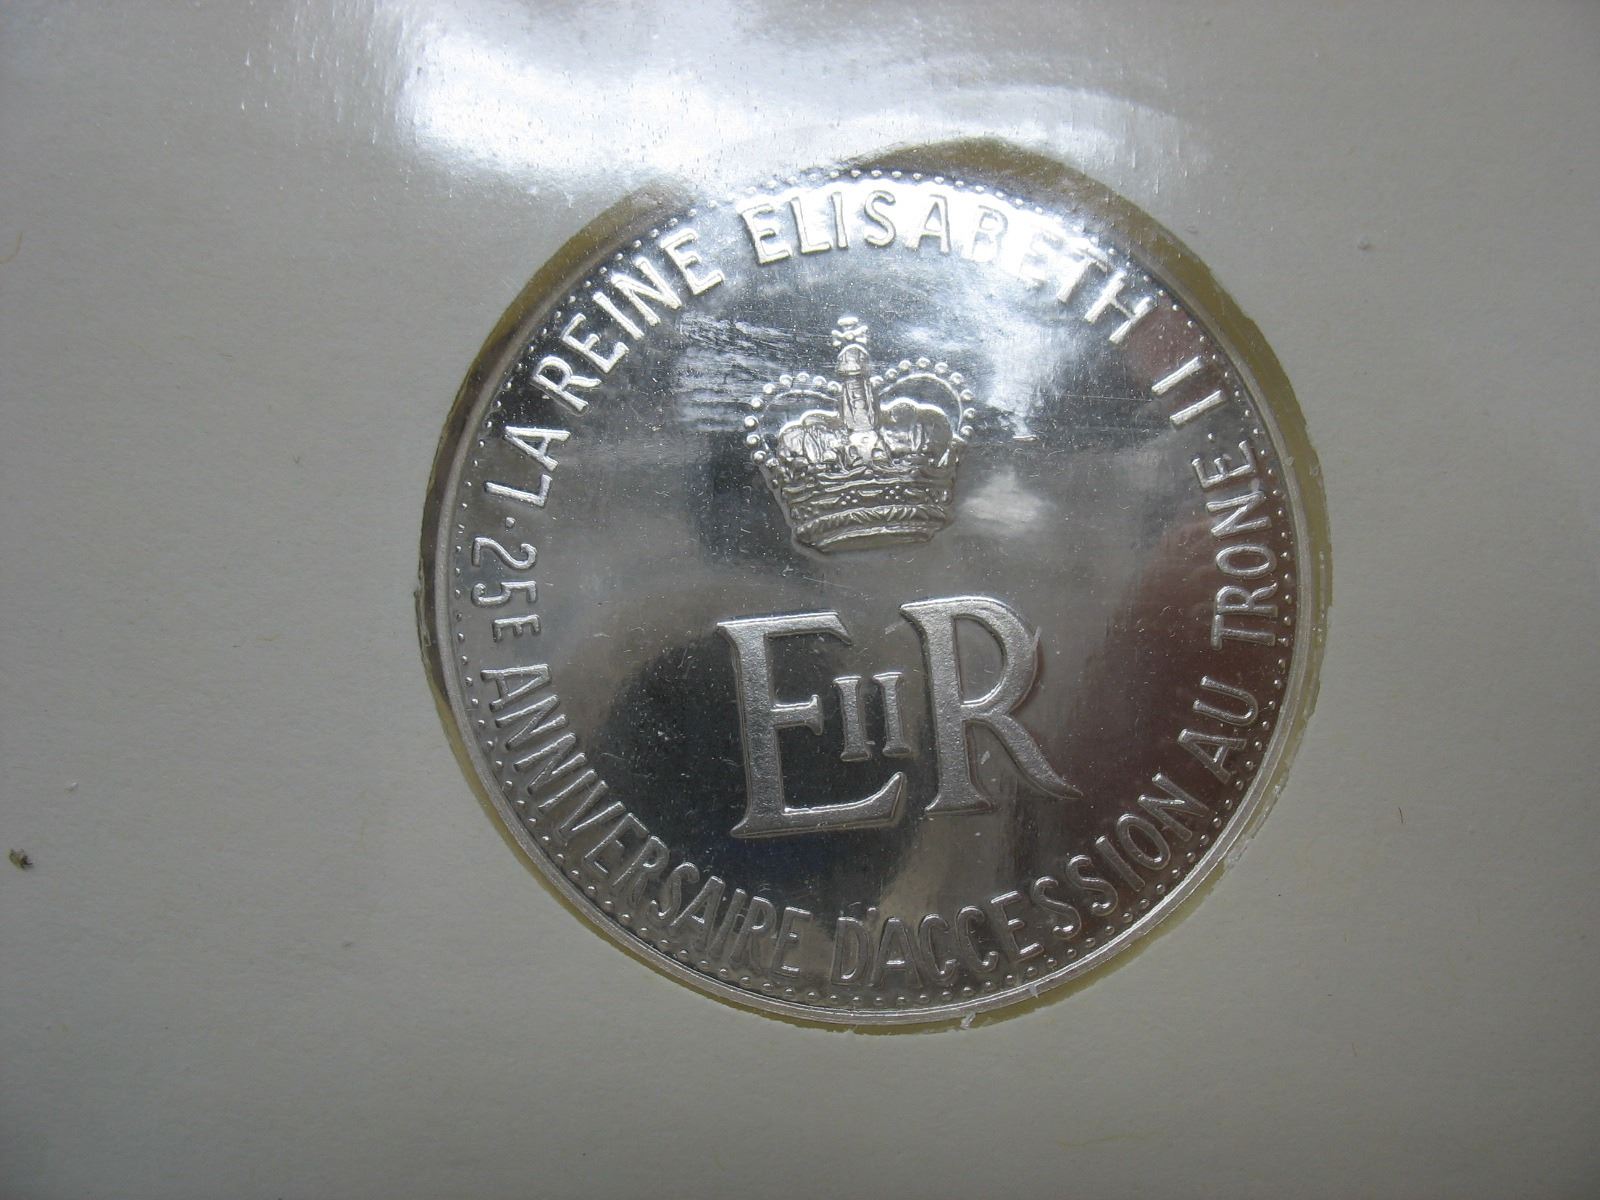 LA REINE ELISABETH II
25E ANNIVERSAIRE D'ACCESSION AU TRONE
EIIR